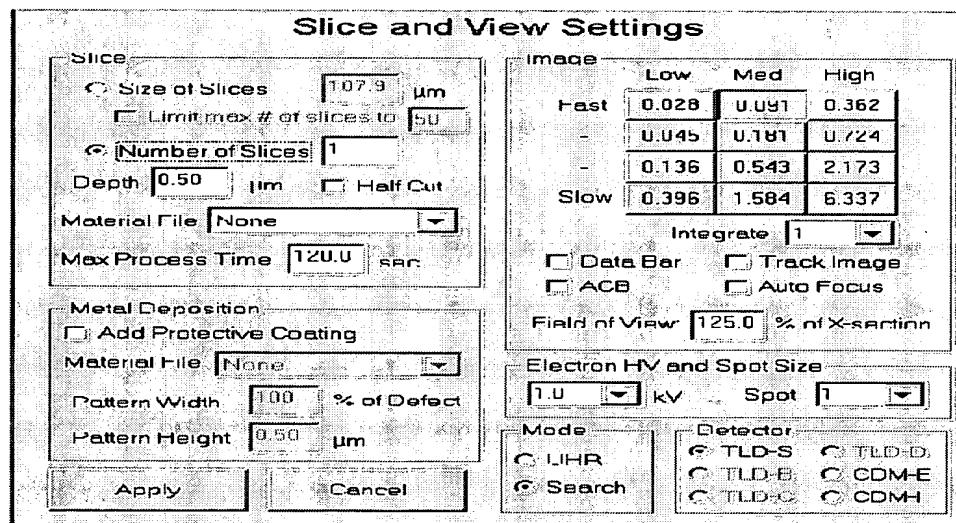 Slice and View Settings
Slice
Size of Slices 107.9 µm
Limit max # of slices to 50
Number of Slices 1
Depth 0.50 µm Half Cut
Material File None
Max Process Time 120.0 sec
Metal Deposition
Add Protective Coating
Material File None
Pattern Width 100 % of Defect
Pattern Height 0.50 µm
Apply Cancel
Image
Low Med High
Fast 0.028 0.091 0.362
- 0.045 0.181 0.724
- 0.136 0.543 2.173
Slow 0.396 1.584 6.337
Integrate 1
Data Bar Track Image
ACB Auto Focus
Field of View: 125.0 % of X-section
Electron HV and Spot Size
1.0 kV Spot 1
Mode
UHR
Search
Detector
TLD-S TLD-D
TLD-B CDM-E
TLD-C CDM-I